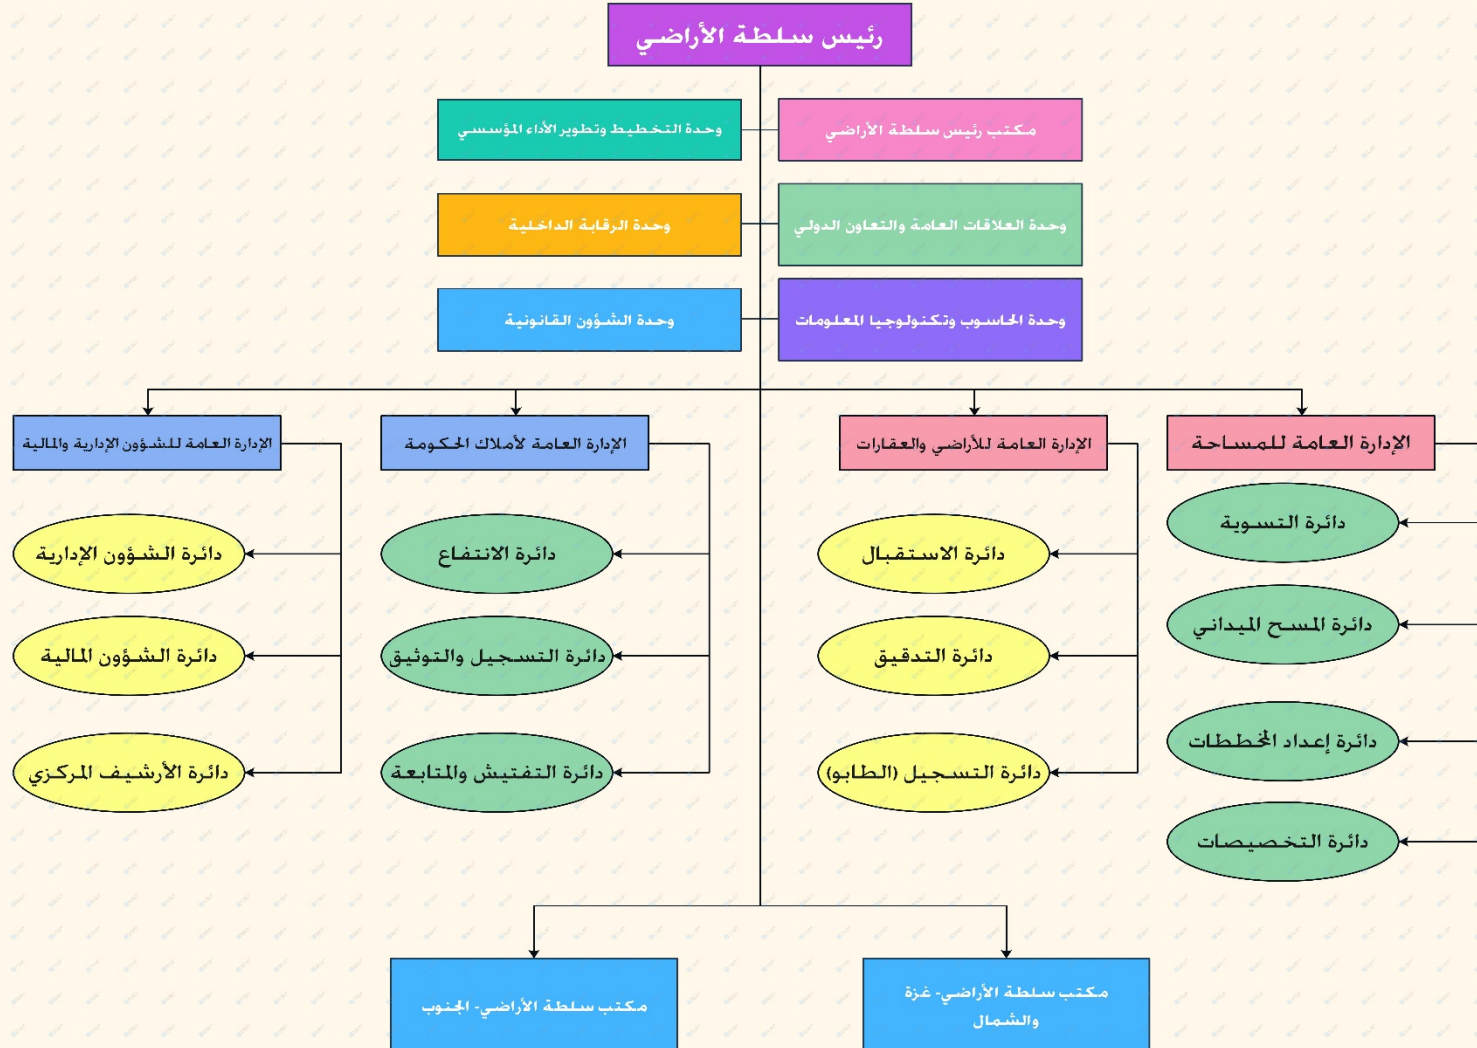 رئيس سلطة الأراضي
مكتب رئيس سلطة الأراضي
وحدة التخطيط وتطوير الأداء المؤسسي
وحدة العلاقات العامة والتعاون الدولي
وحدة الرقابة الداخلية
وحدة الحاسوب وتكنولوجيا المعلومات
وحدة الشؤون القانونية
الإدارة العامة للمساحة
دائرة التسوية
دائرة المسح الميداني
دائرة إعداد المخططات
دائرة التخصيصات
الإدارة العامة للأراضي والعقارات
دائرة الاستقبال
دائرة التدقيق
دائرة التسجيل (الطابو)
الإدارة العامة لأملاك الحكومة
دائرة الانتفاع
دائرة التسجيل والتوثيق
دائرة التفتيش والمتابعة
الإدارة العامة للشؤون الإدارية والمالية
دائرة الشؤون الإدارية
دائرة الشؤون المالية
دائرة الأرشيف المركزي
مكتب سلطة الأراضي- غزة
والشمال
مكتب سلطة الأراضي- الجنوب